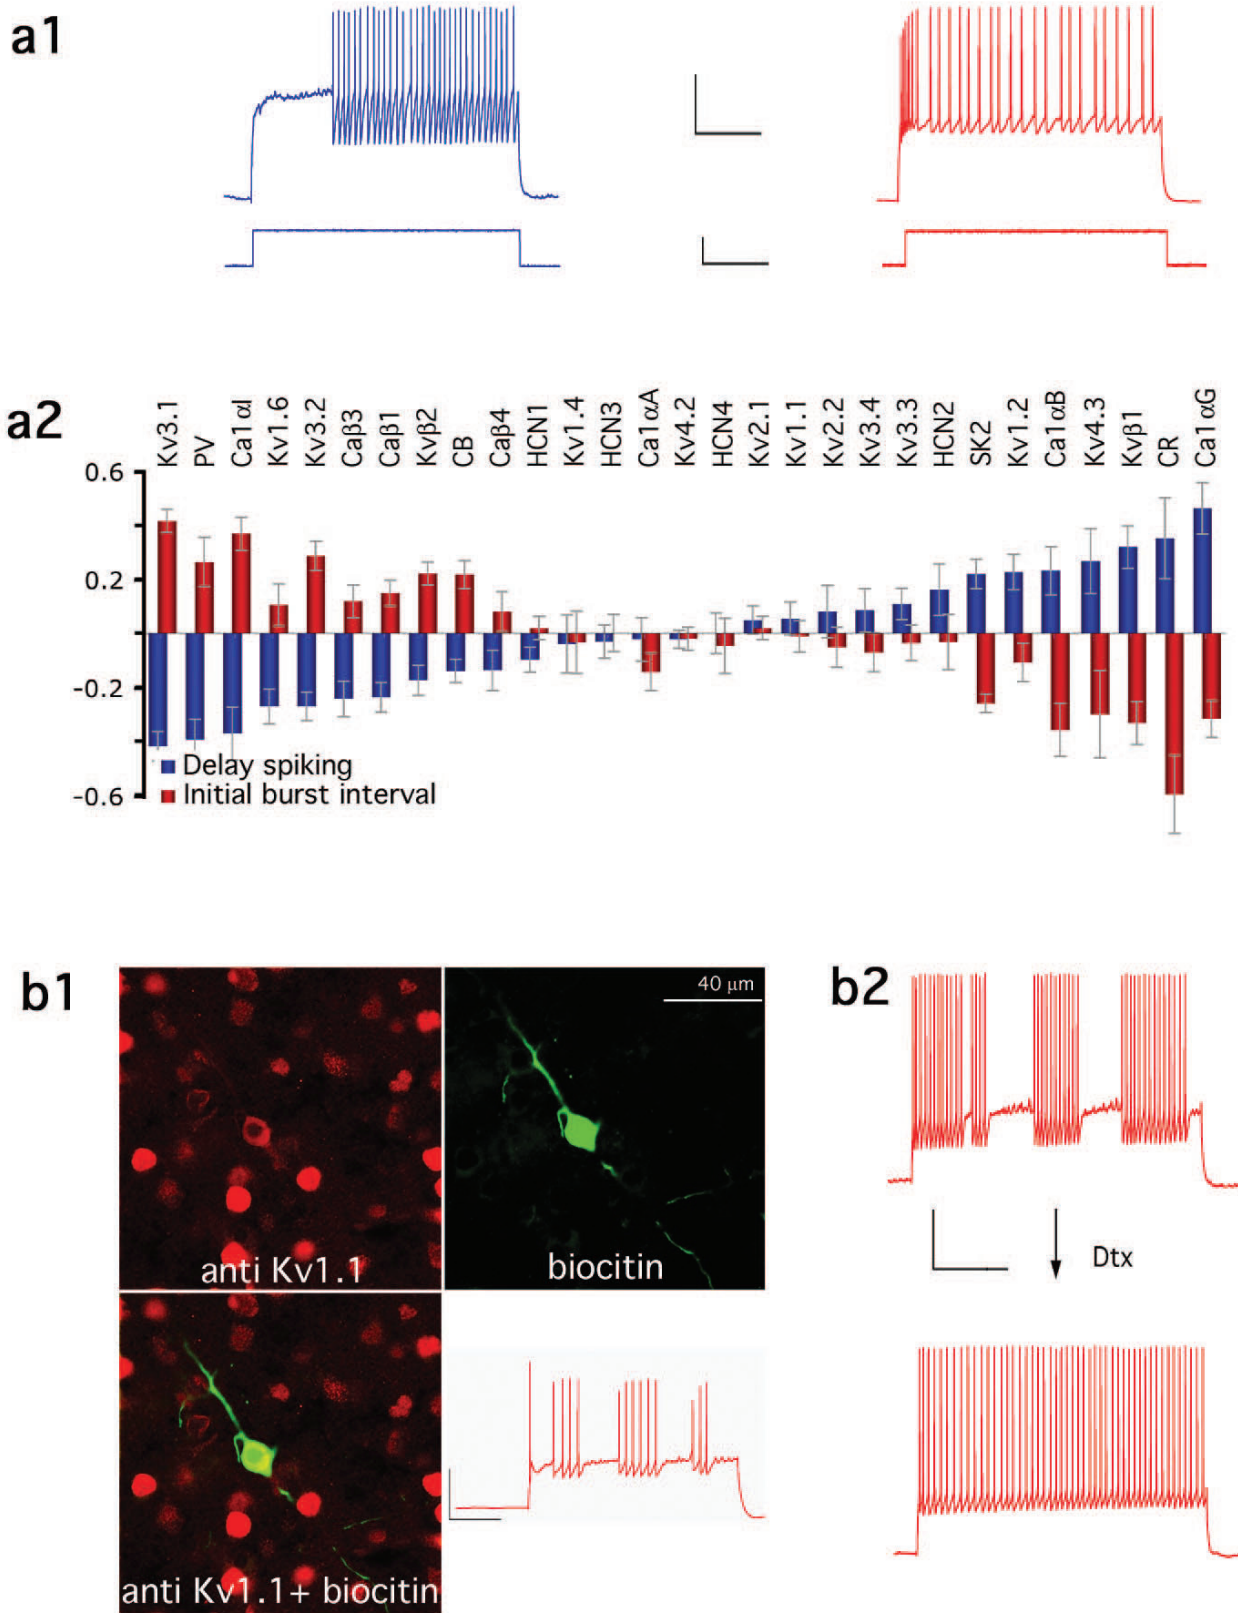 a1
a2
Kv3.1
PV
Ca1αI
Kv1.6
Kv3.2
Caβ3
Caβ1
Kvβ2
CB
Caβ4
HCN1
Kv1.4
HCN3
Ca1αA
Kv4.2
HCN4
Kv2.1
Kv1.1
Kv2.2
Kv3.4
Kv3.3
HCN2
SK2
Kv1.2
Ca1αB
Kv4.3
Kvβ1
CR
Ca1αG
0.6
0.2
-0.2
-0.6
Delay spiking
Initial burst interval
b1
40 μm
anti Kv1.1
biocitin
anti Kv1.1+ biocitin
b2
Dtx